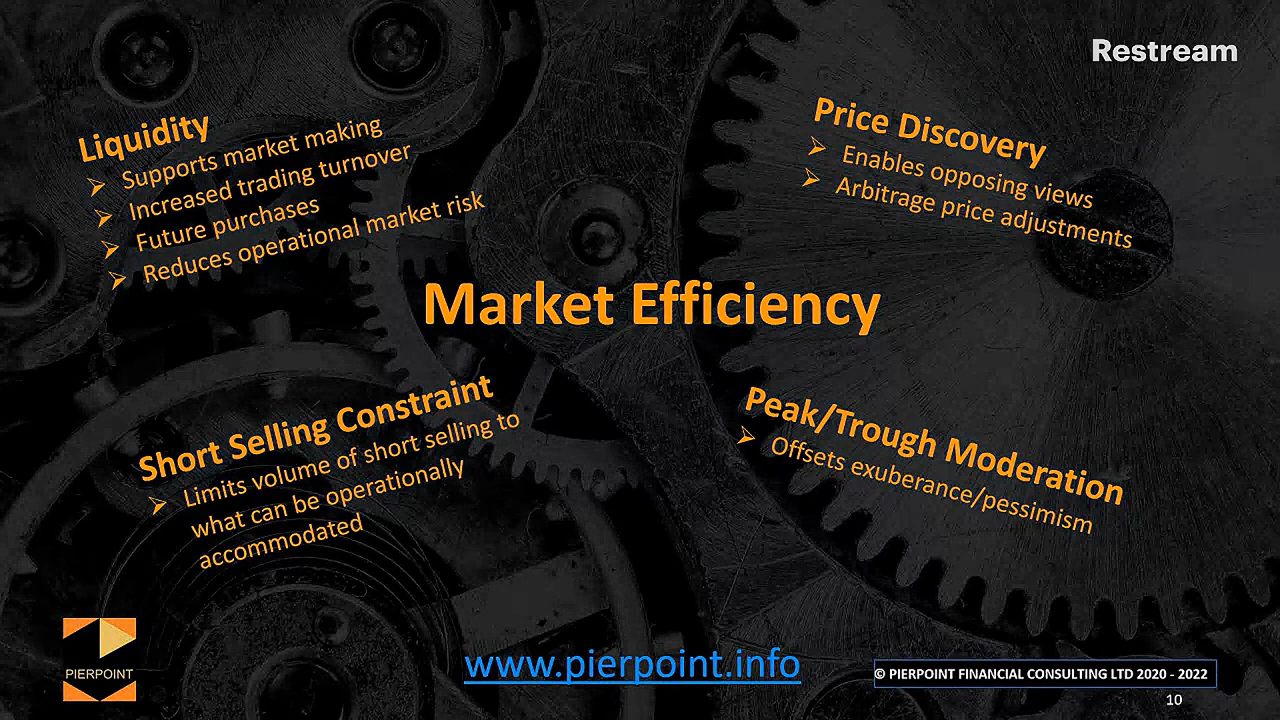 Restream
Liquidity
➢ Supports market making
➢ Increased trading turnover
➢ Future purchases
➢ Reduces operational market risk
Price Discovery
➢ Enables opposing views
➢ Arbitrage price adjustments
Market Efficiency
Short Selling Constraint
➢ Limits volume of short selling to
what can be operationally
accommodated
Peak/Trough Moderation
➢ Offsets exuberance/pessimism
PIERPOINT
www.pierpoint.info
© PIERPOINT FINANCIAL CONSULTING LTD 2020 - 2022
10